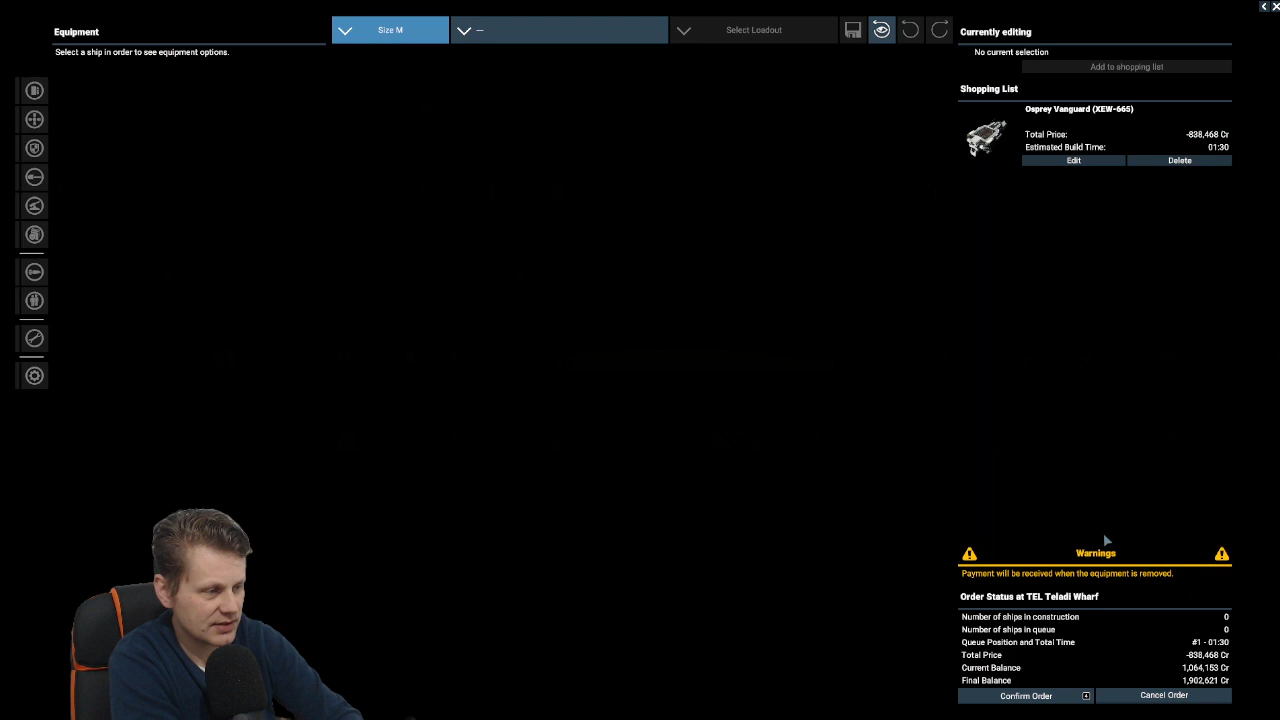 Equipment
Select a ship in order to see equipment options.
Size M
—
Select Loadout
Currently editing
No current selection
Add to shopping list
Shopping List
Osprey Vanguard (XEW-665)
Total Price: -838,468 Cr
Estimated Build Time: 01:30
Edit Delete
Warnings
Payment will be received when the equipment is removed.
Order Status at TEL Teladi Wharf
Number of ships in construction 0
Number of ships in queue 0
Queue Position and Total Time #1 - 01:30
Total Price -838,468 Cr
Current Balance 1,064,153 Cr
Final Balance 1,902,621 Cr
Confirm Order Cancel Order